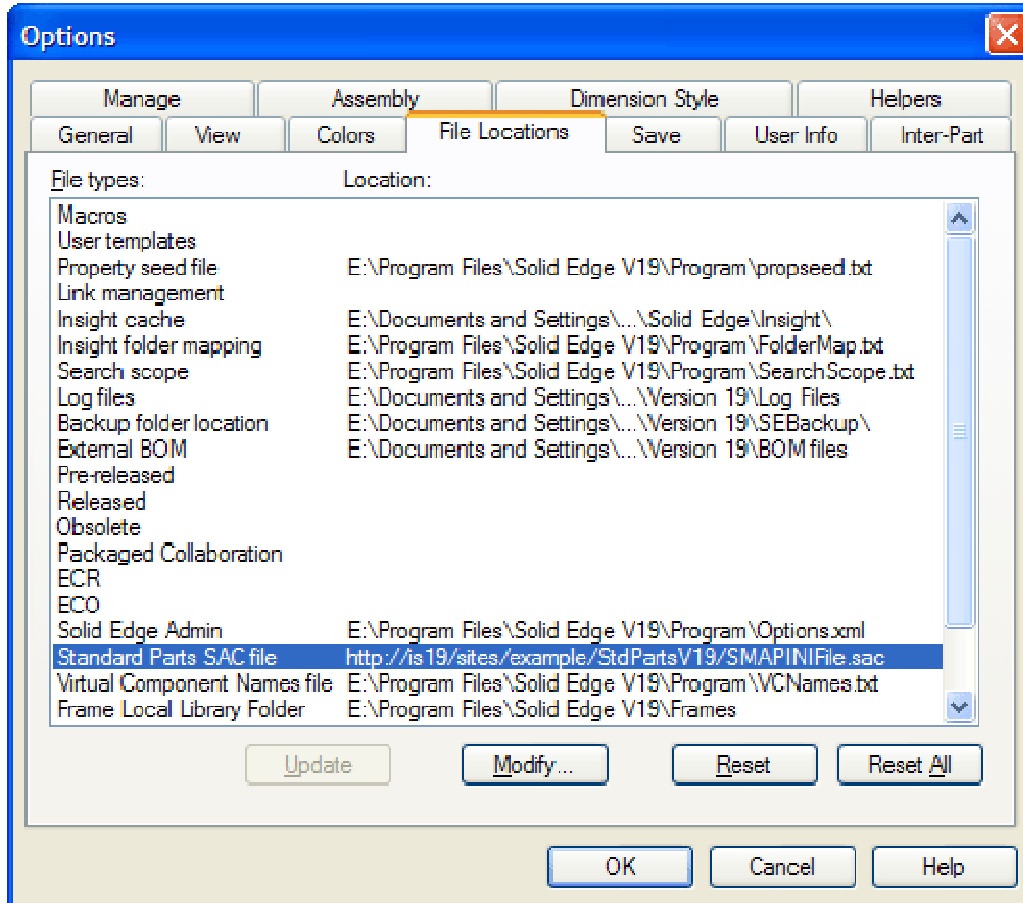 Options
Manage Assembly Dimension Style Helpers
General View Colors File Locations Save User Info Inter-Part
File types: Location:
Macros
User templates
Property seed file E:\Program Files\Solid Edge V19\Program\propseed.txt
Link management
Insight cache E:\Documents and Settings\...\Solid Edge\Insight\
Insight folder mapping E:\Program Files\Solid Edge V19\Program\FolderMap.txt
Search scope E:\Program Files\Solid Edge V19\Program\SearchScope.txt
Log files E:\Documents and Settings\...\Version 19\Log Files
Backup folder location E:\Documents and Settings\...\Version 19\SEBackup\
External BOM E:\Documents and Settings\...\Version 19\BOM files
Pre-released
Released
Obsolete
Packaged Collaboration
ECR
ECO
Solid Edge Admin E:\Program Files\Solid Edge V19\Program\Options.xml
Standard Parts SAC file http://is19/sites/example/StdPartsV19/SMAPINIFile.sac
Virtual Component Names file E:\Program Files\Solid Edge V19\Program\VCNames.txt
Frame Local Library Folder E:\Program Files\Solid Edge V19\Frames
Update Modify... Reset Reset All
OK Cancel Help